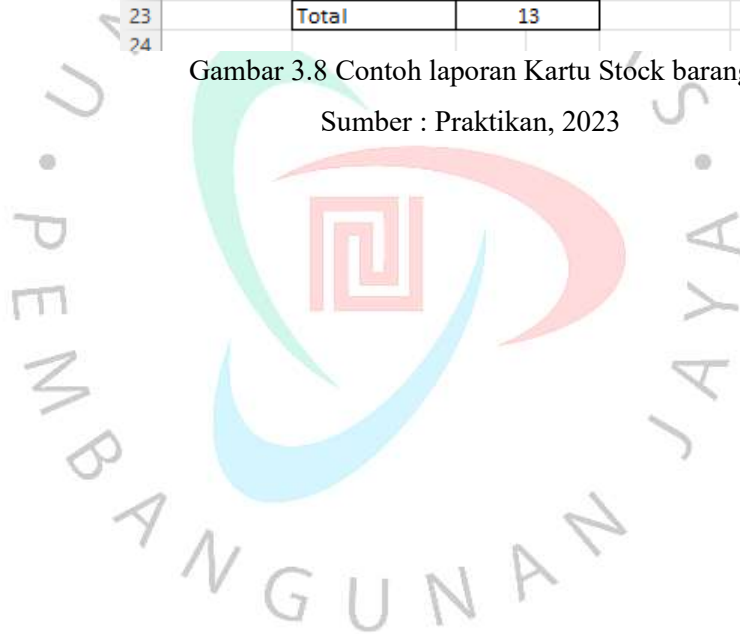 23 Total 13
24
Gambar 3.8 Contoh laporan Kartu Stock barang
Sumber : Praktikan, 2023
PEMBANGUNAN JAYA